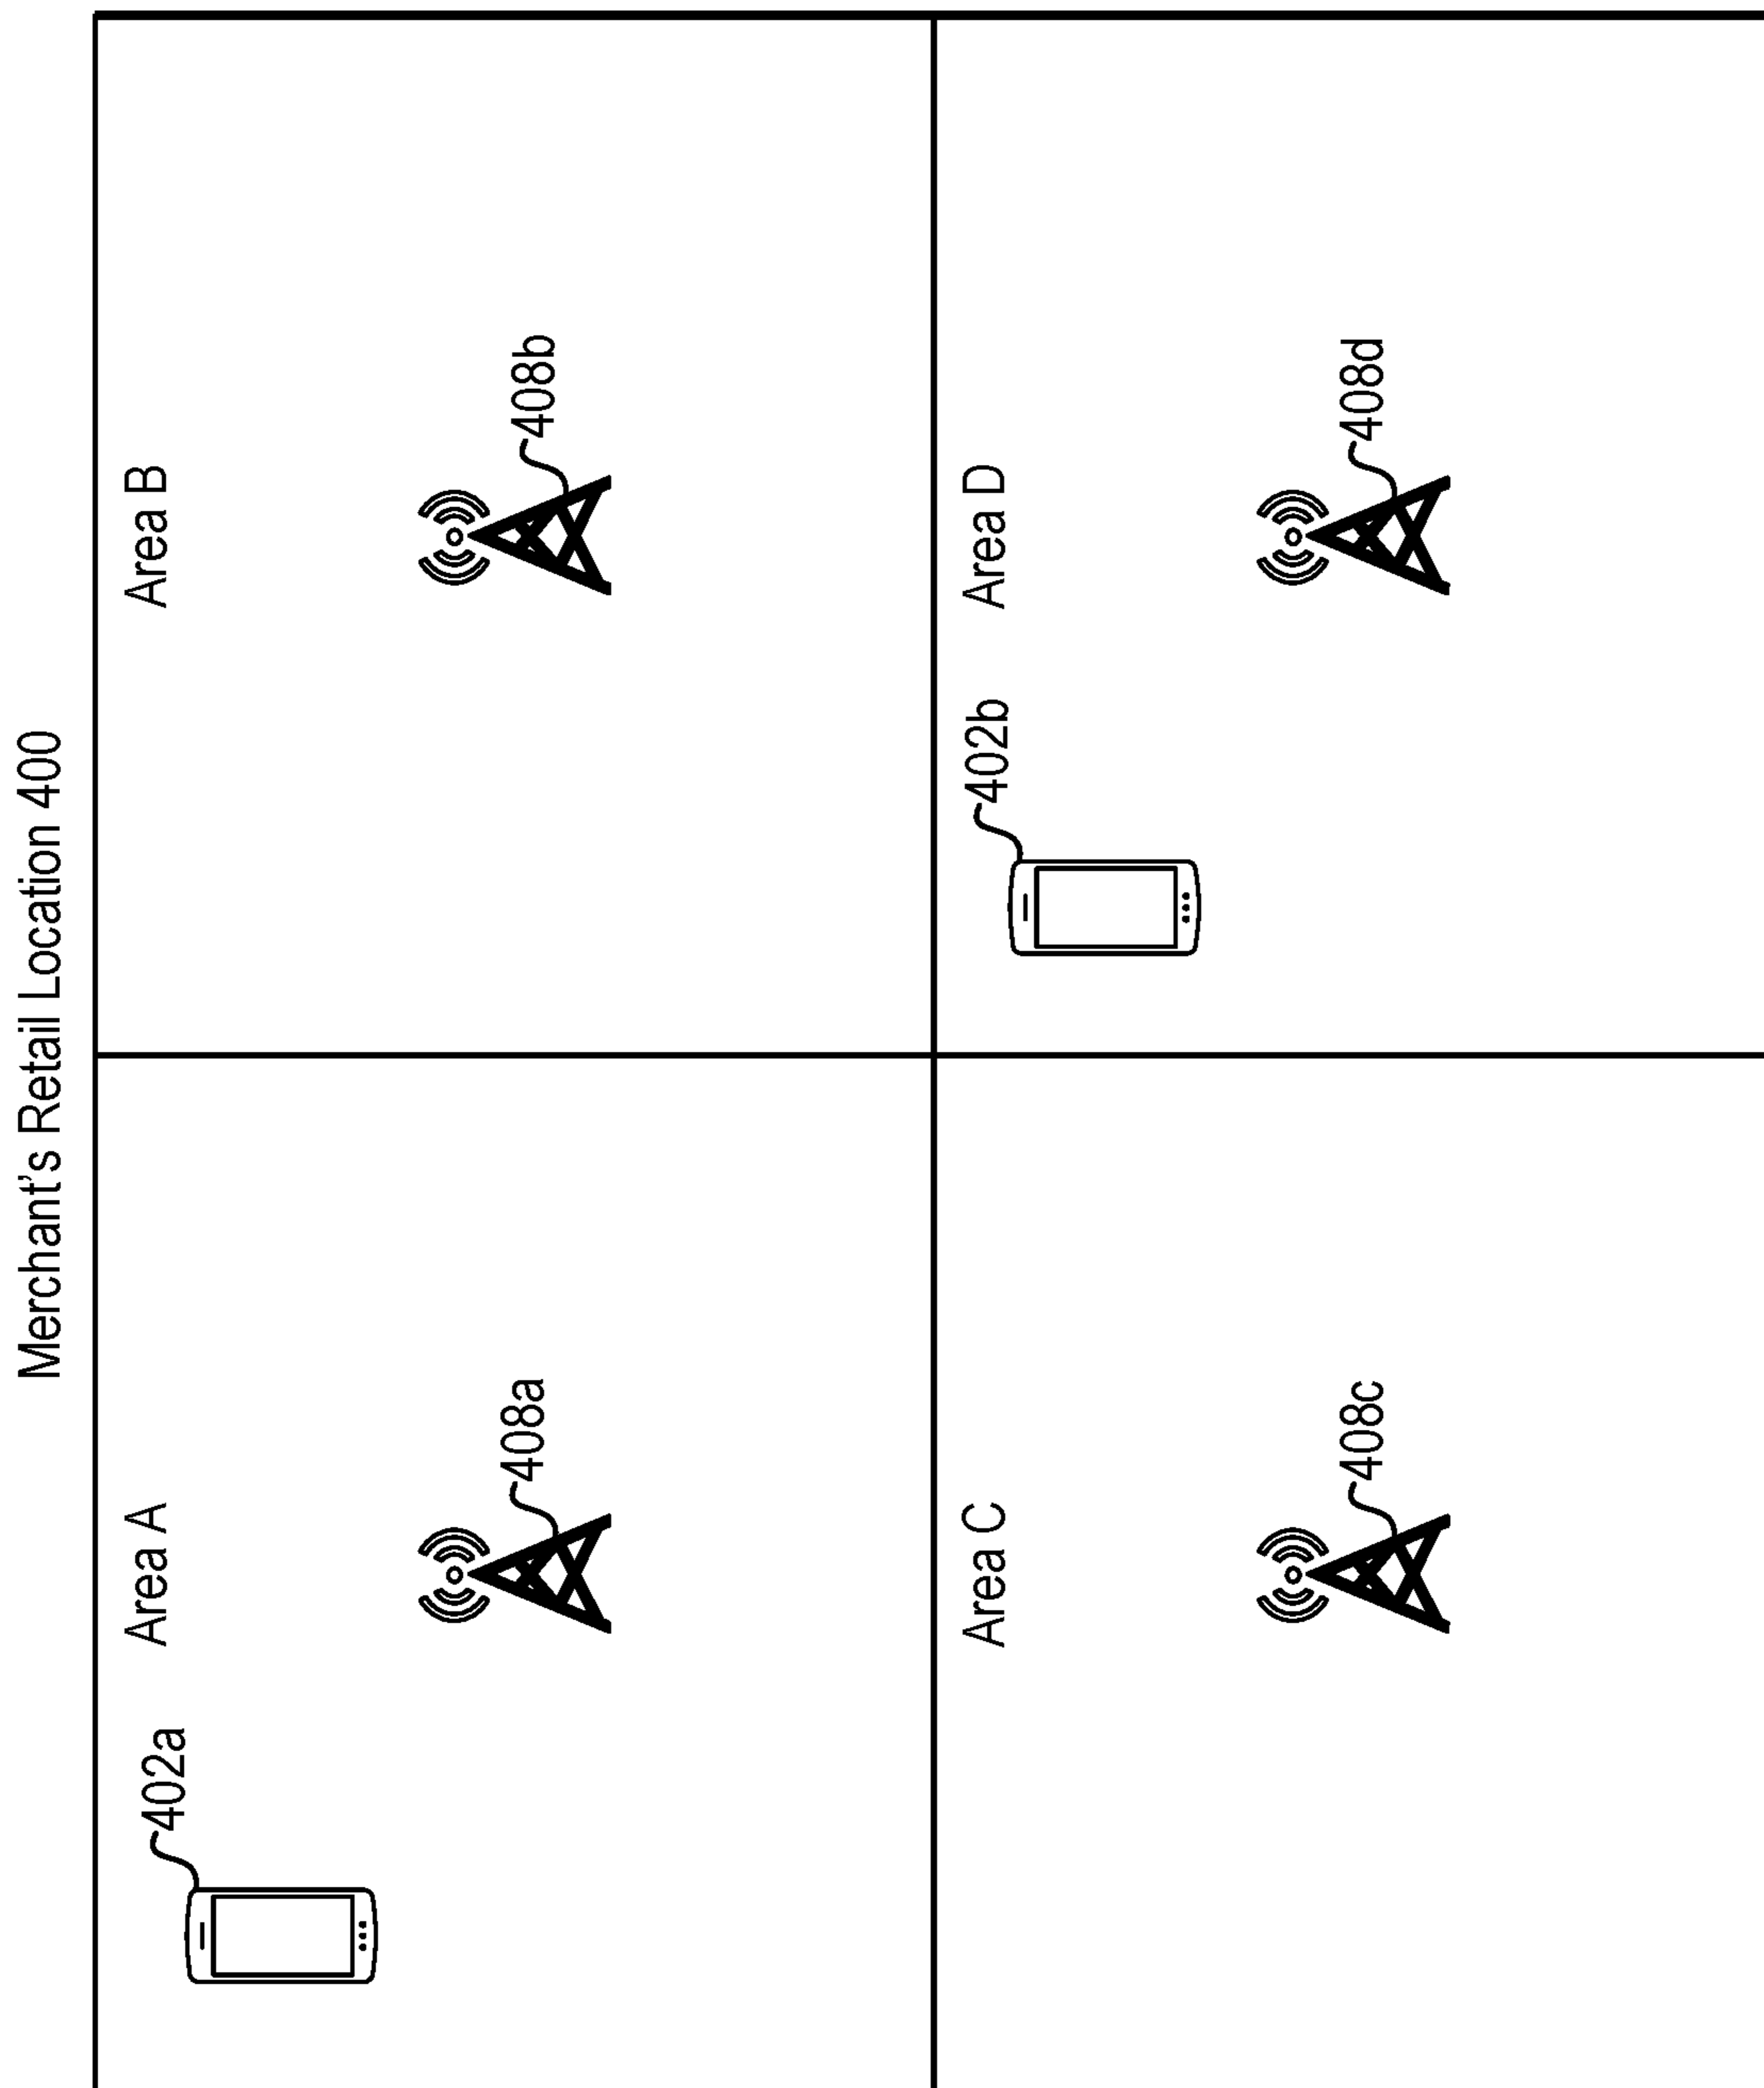 Merchant's Retail Location 400
Area A
Area B
402a
408a
408b
Area C
Area D
402b
408c
408d